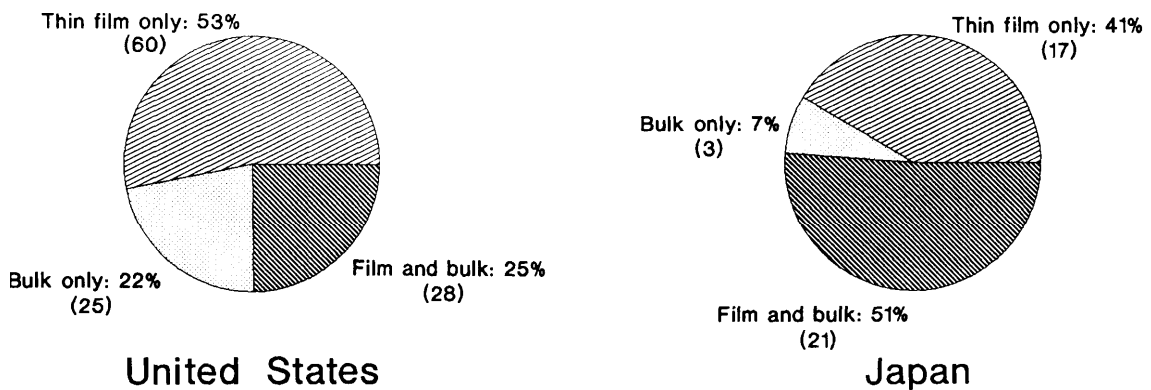 Thin film only: 53%
(60)
Bulk only: 22%
(25)
Film and bulk: 25%
(28)
United States
Thin film only: 41%
(17)
Bulk only: 7%
(3)
Film and bulk: 51%
(21)
Japan